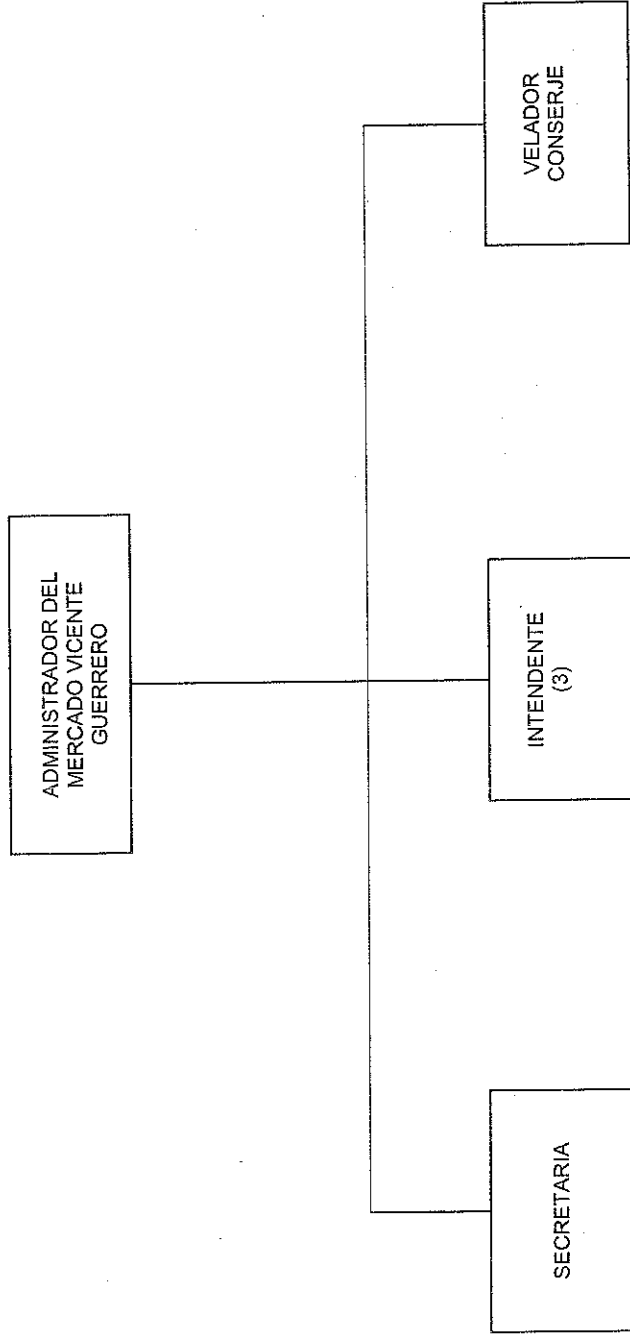 ADMINISTRADOR DEL
MERCADO VICENTE
GUERRERO
SECRETARIA
INTENDENTE
(3)
VELADOR
CONSERJE